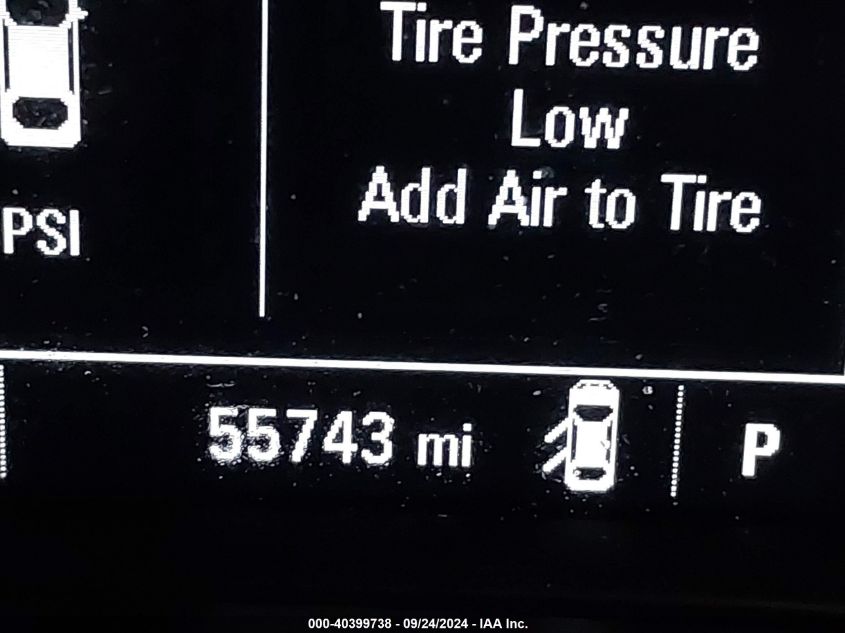 Tire Pressure
Low
Add Air to Tire
PSI
55743 mi
P
000-40399738 - 09/24/2024 - IAA Inc.